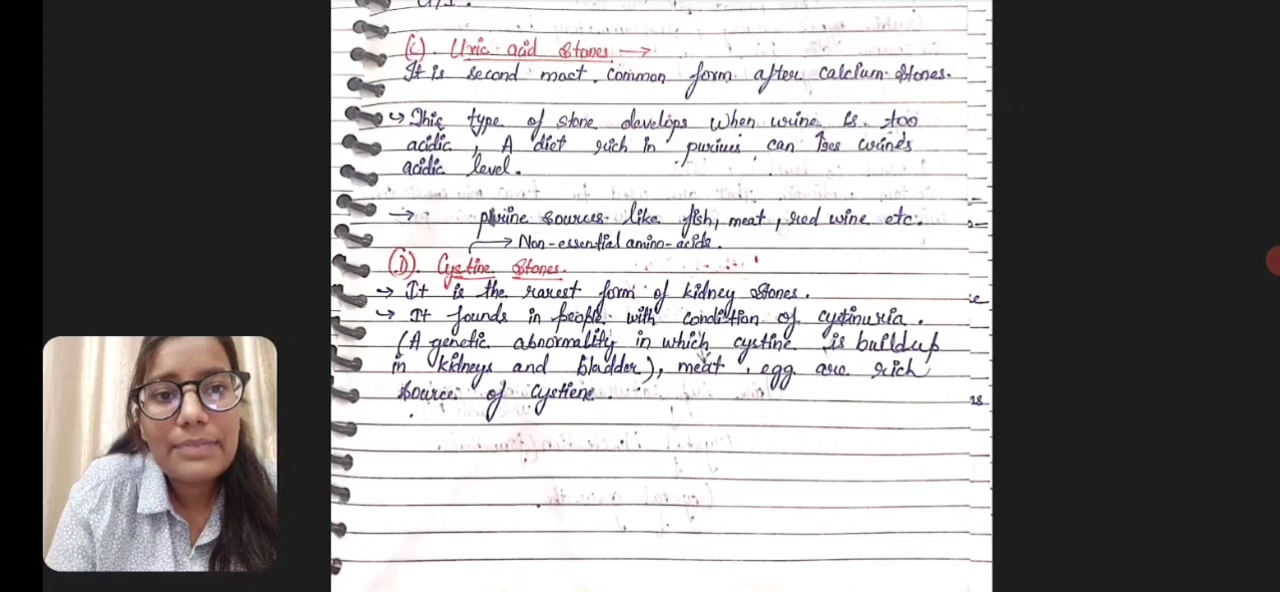 (C). Uric acid Stones →
It is second mact. common form after calcium stones.
↳ This type of stone develops when urine is too
acidic, A diet rich in purines can ↑ses urines
acidic level.
→ purine sources like fish, meat, red wine etc.
→ Non-essential amino-acids.
(D). Cystine Stones.
→ It is the rarest form of kidney stones.
→ It founds in people with condition of cystinuria.
(A genetic abnormality in which cystine is buildup
in kidneys and bladder), meat, egg are rich
source of cystiene.